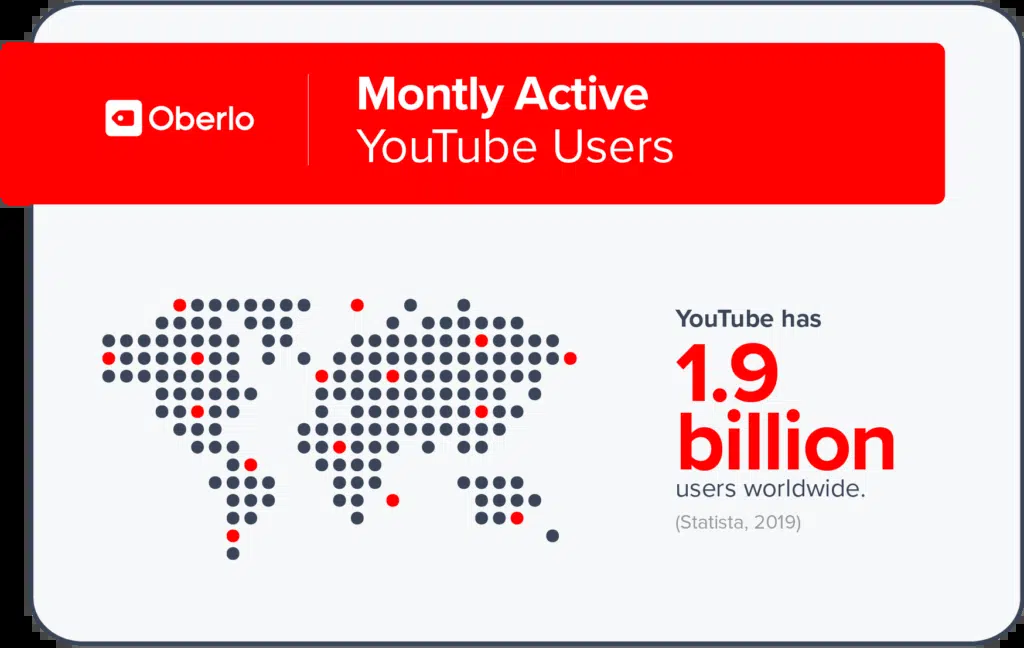 Oberlo
Montly Active
YouTube Users
YouTube has
1.9
billion
users worldwide.
(Statista, 2019)